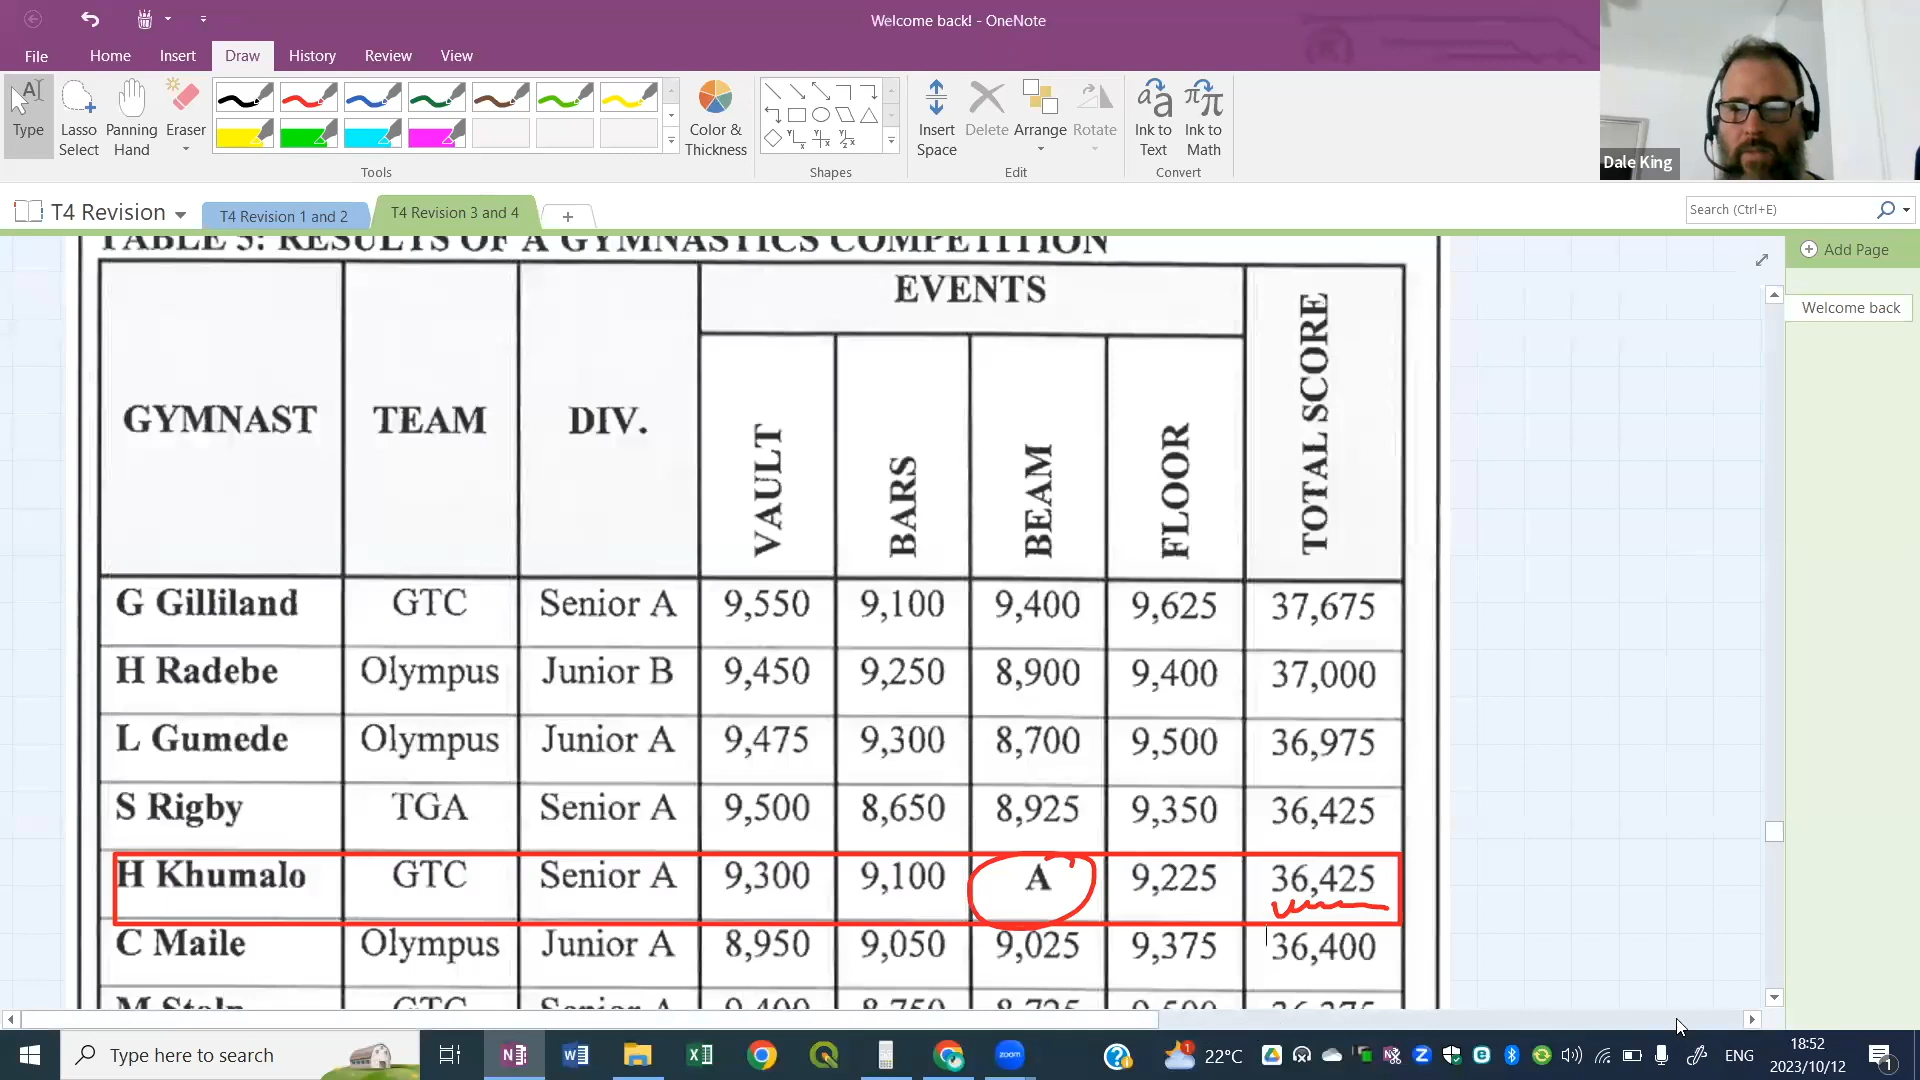 Welcome back! - OneNote
File Home Insert Draw History Review View
Type
Lasso Select
Panning Hand
Eraser
Color & Thickness
Insert Space
Delete
Arrange
Rotate
Ink to Text
Ink to Math
Tools
Shapes
Edit
Convert
Dale King
T4 Revision
T4 Revision 1 and 2
T4 Revision 3 and 4
Search (Ctrl+E)
Add Page
Welcome back
TABLE 3: RESULTS OF A GYMNASTICS COMPETITION
GYMNAST TEAM DIV. EVENTS TOTAL SCORE
VAULT BARS BEAM FLOOR
G Gilliland GTC Senior A 9,550 9,100 9,400 9,625 37,675
H Radebe Olympus Junior B 9,450 9,250 8,900 9,400 37,000
L Gumede Olympus Junior A 9,475 9,300 8,700 9,500 36,975
S Rigby TGA Senior A 9,500 8,650 8,925 9,350 36,425
H Khumalo GTC Senior A 9,300 9,100 A 9,225 36,425
C Maile Olympus Junior A 8,950 9,050 9,025 9,375 36,400
Type here to search
22°C
ENG
18:52
2023/10/12